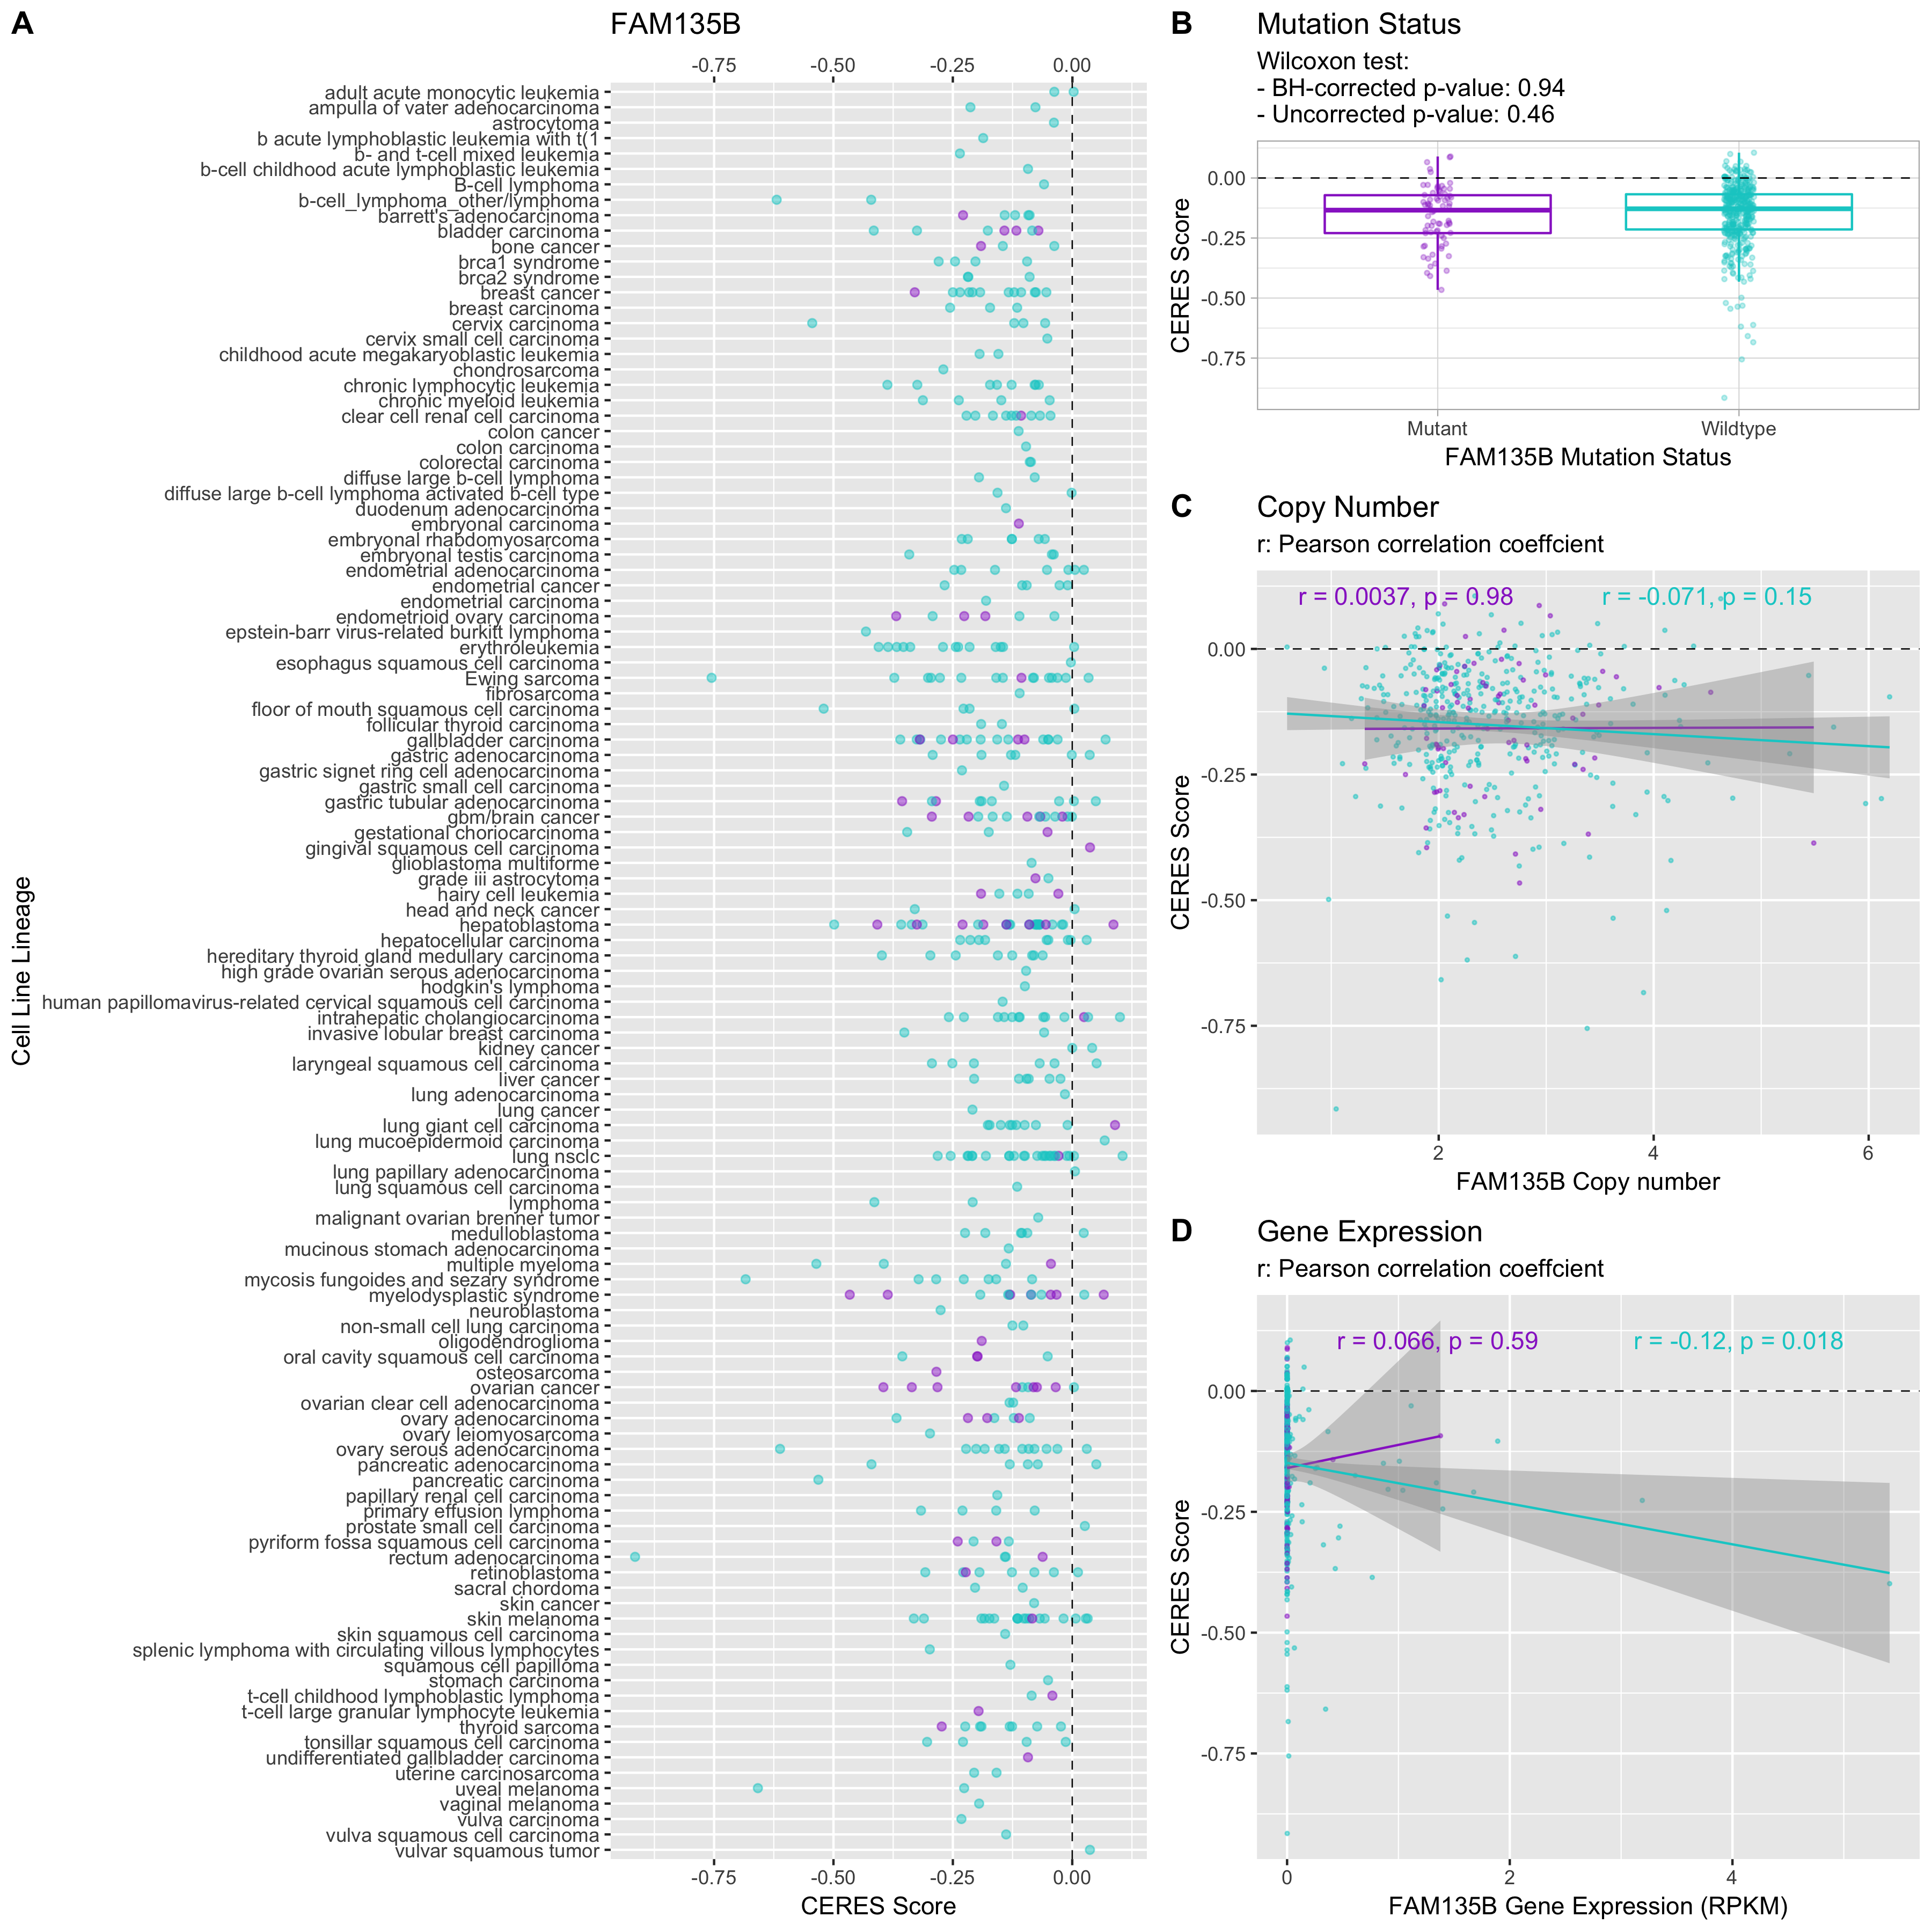 A
FAM135B
-0.75 -0.50 -0.25 0.00
adult acute monocytic leukemia
ampulla of vater adenocarcinoma
astrocytoma
b acute lymphoblastic leukemia with t(1
b- and t-cell mixed leukemia
b-cell childhood acute lymphoblastic leukemia
B-cell lymphoma
b-cell_lymphoma_other/lymphoma
barrett's adenocarcinoma
bladder carcinoma
bone cancer
brca1 syndrome
brca2 syndrome
breast cancer
breast carcinoma
cervix carcinoma
cervix small cell carcinoma
childhood acute megakaryoblastic leukemia
chondrosarcoma
chronic lymphocytic leukemia
chronic myeloid leukemia
clear cell renal cell carcinoma
colon cancer
colon carcinoma
colorectal carcinoma
diffuse large b-cell lymphoma
diffuse large b-cell lymphoma activated b-cell type
duodenum adenocarcinoma
embryonal carcinoma
embryonal rhabdomyosarcoma
embryonal testis carcinoma
endometrial adenocarcinoma
endometrial cancer
endometrial carcinoma
endometrioid ovary carcinoma
epstein-barr virus-related burkitt lymphoma
erythroleukemia
esophagus squamous cell carcinoma
Ewing sarcoma
fibrosarcoma
floor of mouth squamous cell carcinoma
follicular thyroid carcinoma
gallbladder carcinoma
gastric adenocarcinoma
gastric signet ring cell adenocarcinoma
gastric small cell carcinoma
gastric tubular adenocarcinoma
gbm/brain cancer
gestational choriocarcinoma
gingival squamous cell carcinoma
glioblastoma multiforme
grade iii astrocytoma
hairy cell leukemia
head and neck cancer
hepatoblastoma
hepatocellular carcinoma
hereditary thyroid gland medullary carcinoma
high grade ovarian serous adenocarcinoma
hodgkin's lymphoma
human papillomavirus-related cervical squamous cell carcinoma
intrahepatic cholangiocarcinoma
invasive lobular breast carcinoma
kidney cancer
laryngeal squamous cell carcinoma
liver cancer
lung adenocarcinoma
lung cancer
lung giant cell carcinoma
lung mucoepidermoid carcinoma
lung nsclc
lung papillary adenocarcinoma
lung squamous cell carcinoma
lymphoma
malignant ovarian brenner tumor
medulloblastoma
mucinous stomach adenocarcinoma
multiple myeloma
mycosis fungoides and sezary syndrome
myelodysplastic syndrome
neuroblastoma
non-small cell lung carcinoma
oligodendroglioma
oral cavity squamous cell carcinoma
osteosarcoma
ovarian cancer
ovarian clear cell adenocarcinoma
ovary adenocarcinoma
ovary leiomyosarcoma
ovary serous adenocarcinoma
pancreatic adenocarcinoma
pancreatic carcinoma
papillary renal cell carcinoma
primary effusion lymphoma
prostate small cell carcinoma
pyriform fossa squamous cell carcinoma
rectum adenocarcinoma
retinoblastoma
sacral chordoma
skin cancer
skin melanoma
skin squamous cell carcinoma
splenic lymphoma with circulating villous lymphocytes
squamous cell papilloma
stomach carcinoma
t-cell childhood lymphoblastic lymphoma
t-cell large granular lymphocyte leukemia
thyroid sarcoma
tonsillar squamous cell carcinoma
undifferentiated gallbladder carcinoma
uterine carcinosarcoma
uveal melanoma
vaginal melanoma
vulva carcinoma
vulva squamous cell carcinoma
vulvar squamous tumor
-0.75 -0.50 -0.25 0.00
CERES Score
Cell Line Lineage
B
Mutation Status
Wilcoxon test:
- BH-corrected p-value: 0.94
- Uncorrected p-value: 0.46
0.00
-0.25
-0.50
-0.75
CERES Score
Mutant Wildtype
FAM135B Mutation Status
C
Copy Number
r: Pearson correlation coeffcient
r = 0.0037, p = 0.98 r = -0.071, p = 0.15
0.00
-0.25
-0.50
-0.75
CERES Score
2 4 6
FAM135B Copy number
D
Gene Expression
r: Pearson correlation coeffcient
r = 0.066, p = 0.59 r = -0.12, p = 0.018
0.00
-0.25
-0.50
-0.75
CERES Score
0 2 4
FAM135B Gene Expression (RPKM)